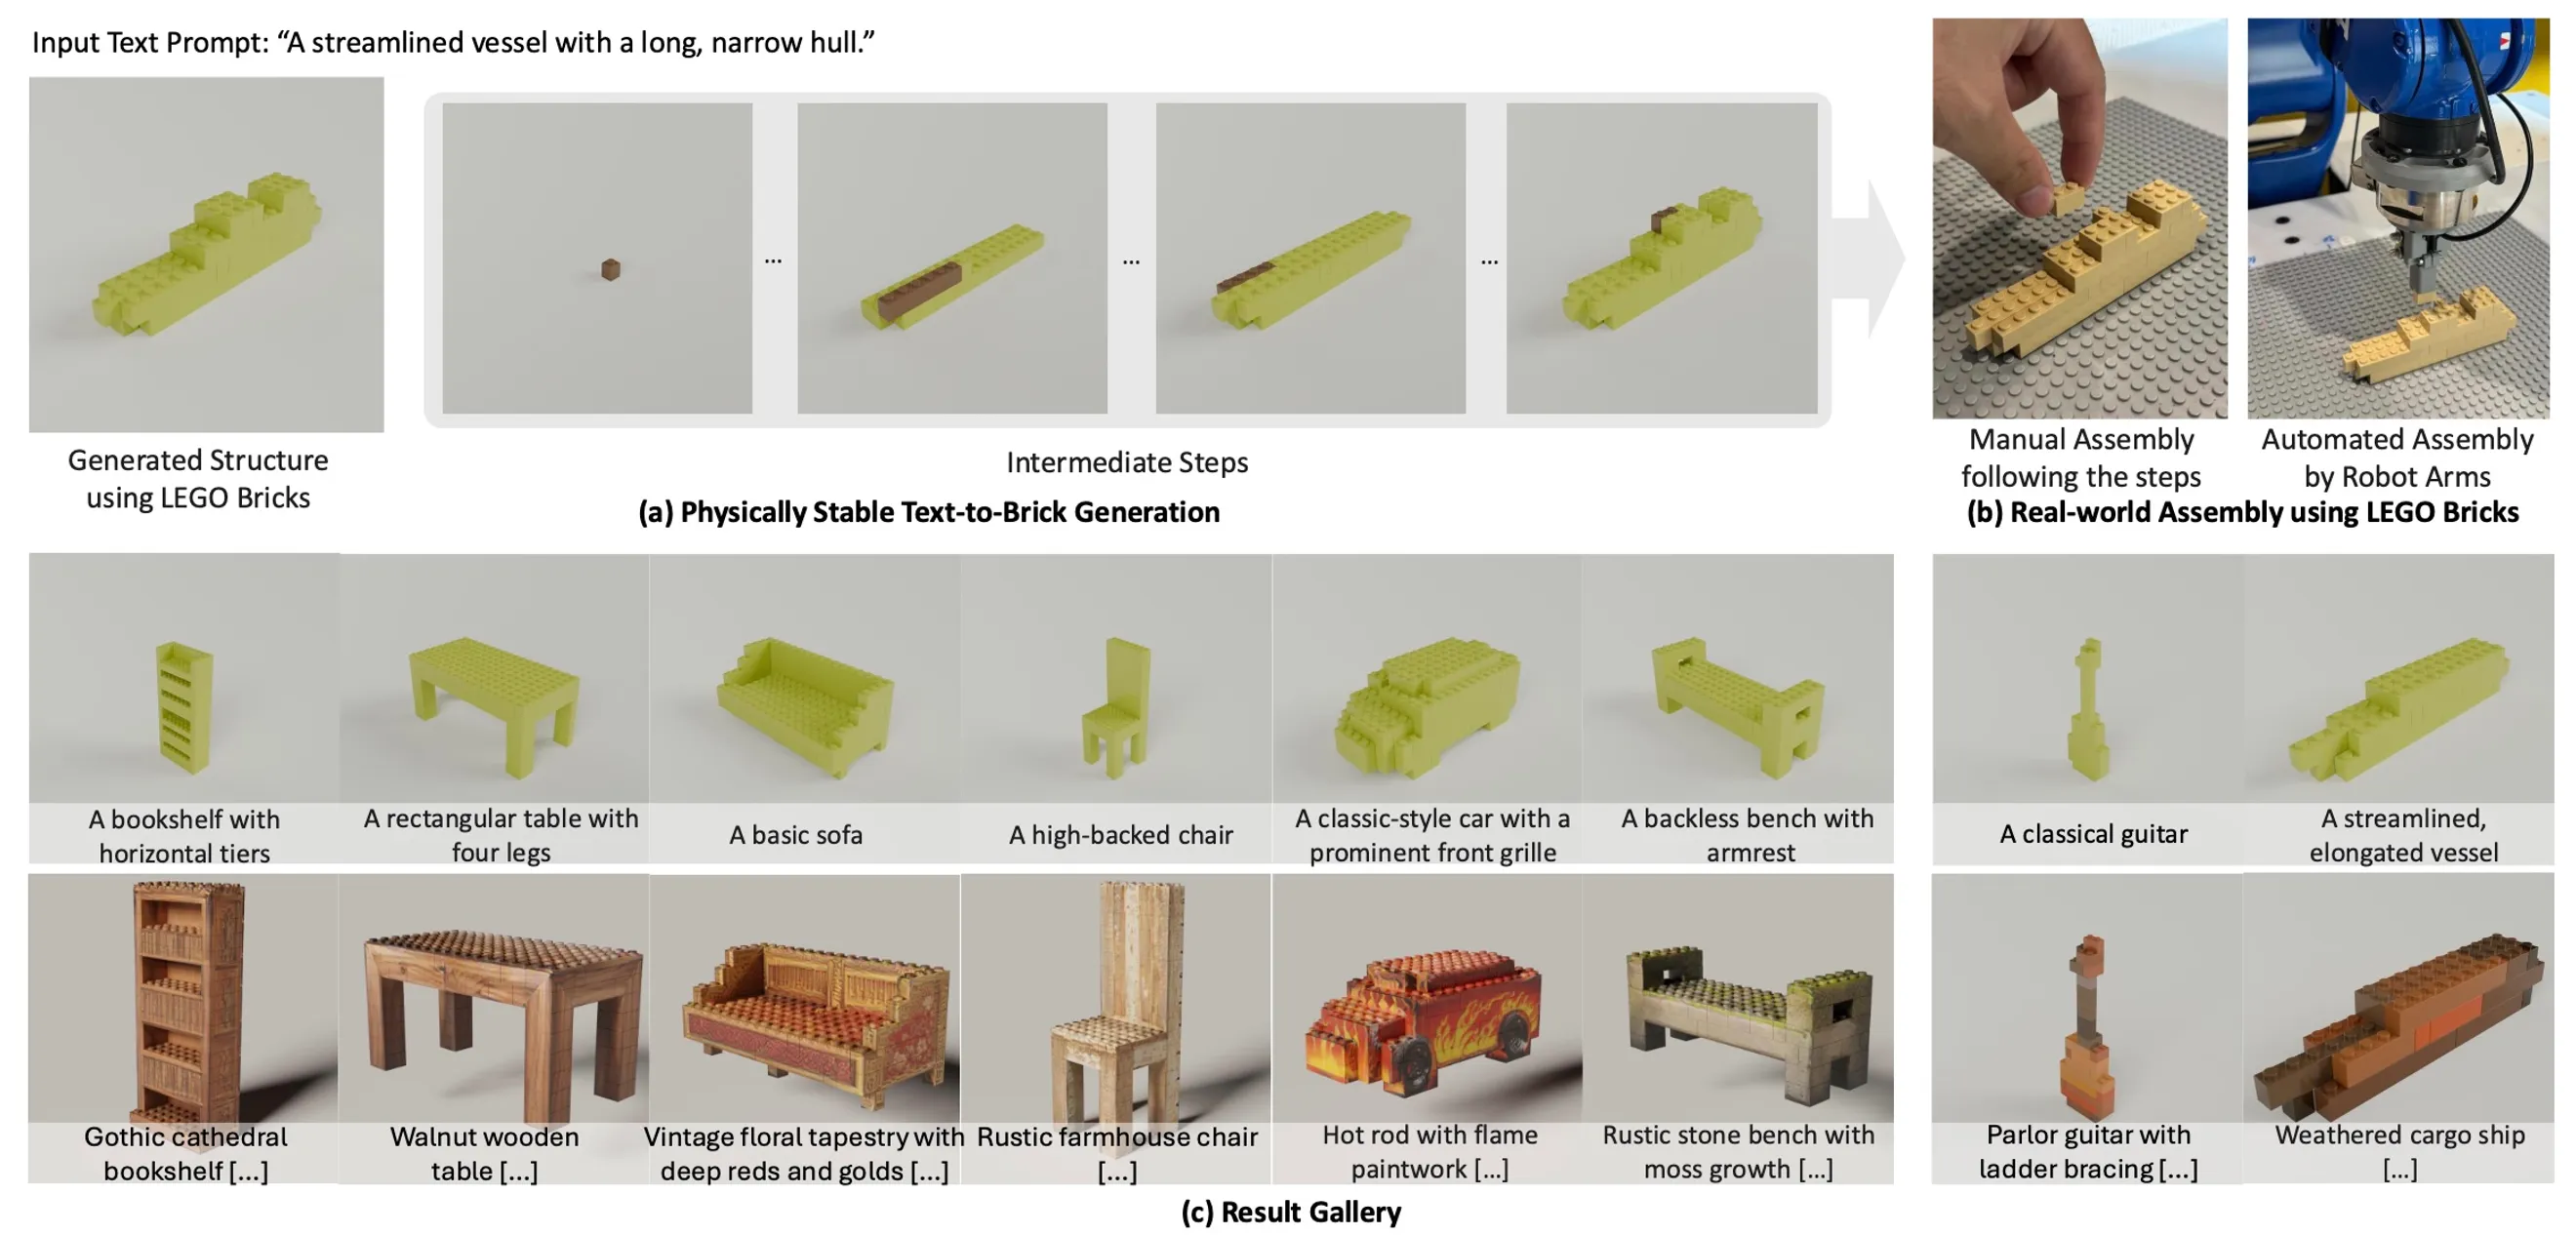 Input Text Prompt: “A streamlined vessel with a long, narrow hull.”
...
...
...
Generated Structure
using LEGO Bricks
Intermediate Steps
(a) Physically Stable Text-to-Brick Generation
Manual Assembly
following the steps
Automated Assembly
by Robot Arms
(b) Real-world Assembly using LEGO Bricks
A bookshelf with
horizontal tiers
A rectangular table with
four legs
A basic sofa
A high-backed chair
A classic-style car with a
prominent front grille
A backless bench with
armrest
A classical guitar
A streamlined,
elongated vessel
Gothic cathedral
bookshelf [...]
Walnut wooden
table [...]
Vintage floral tapestry with
deep reds and golds [...]
Rustic farmhouse chair
[...]
Hot rod with flame
paintwork [...]
Rustic stone bench with
moss growth [...]
Parlor guitar with
ladder bracing [...]
Weathered cargo ship
[...]
(c) Result Gallery